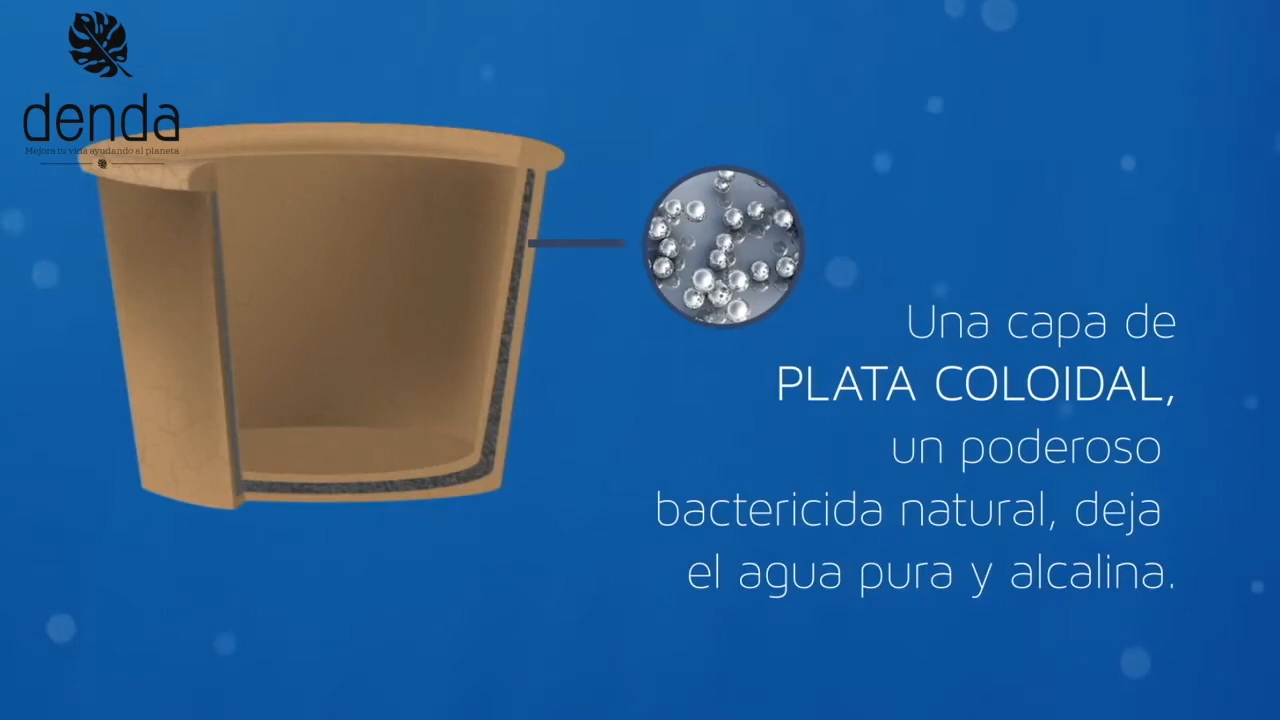 denda
Mejora tu vida ayudando al planeta
Una capa de
PLATA COLOIDAL,
un poderoso
bactericida natural, deja
el agua pura y alcalina.